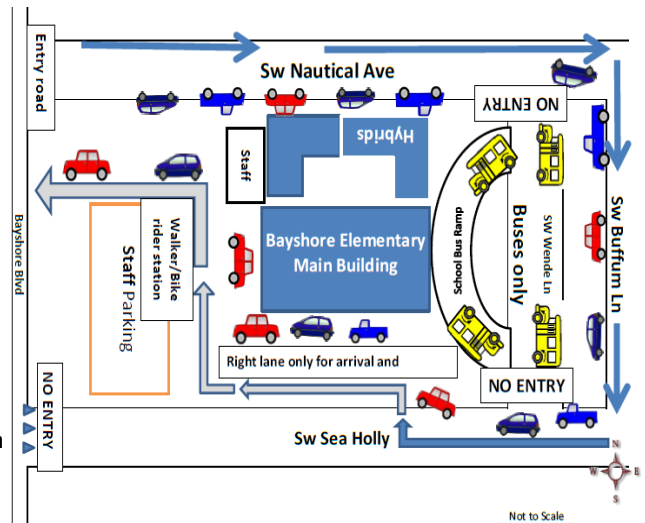 Entry road
Sw Nautical Ave
NO ENTRY
Staff
Hybrids
Bayshore Blvd
Walker/Bike
rider station
Staff Parking
Bayshore Elementary
Main Building
School Bus Ramp
Buses only
SW Wende Ln
Sw Buffum Ln
Right lane only for arrival and
NO ENTRY
NO ENTRY
Sw Sea Holly
n
N
W
E
S
Not to Scale